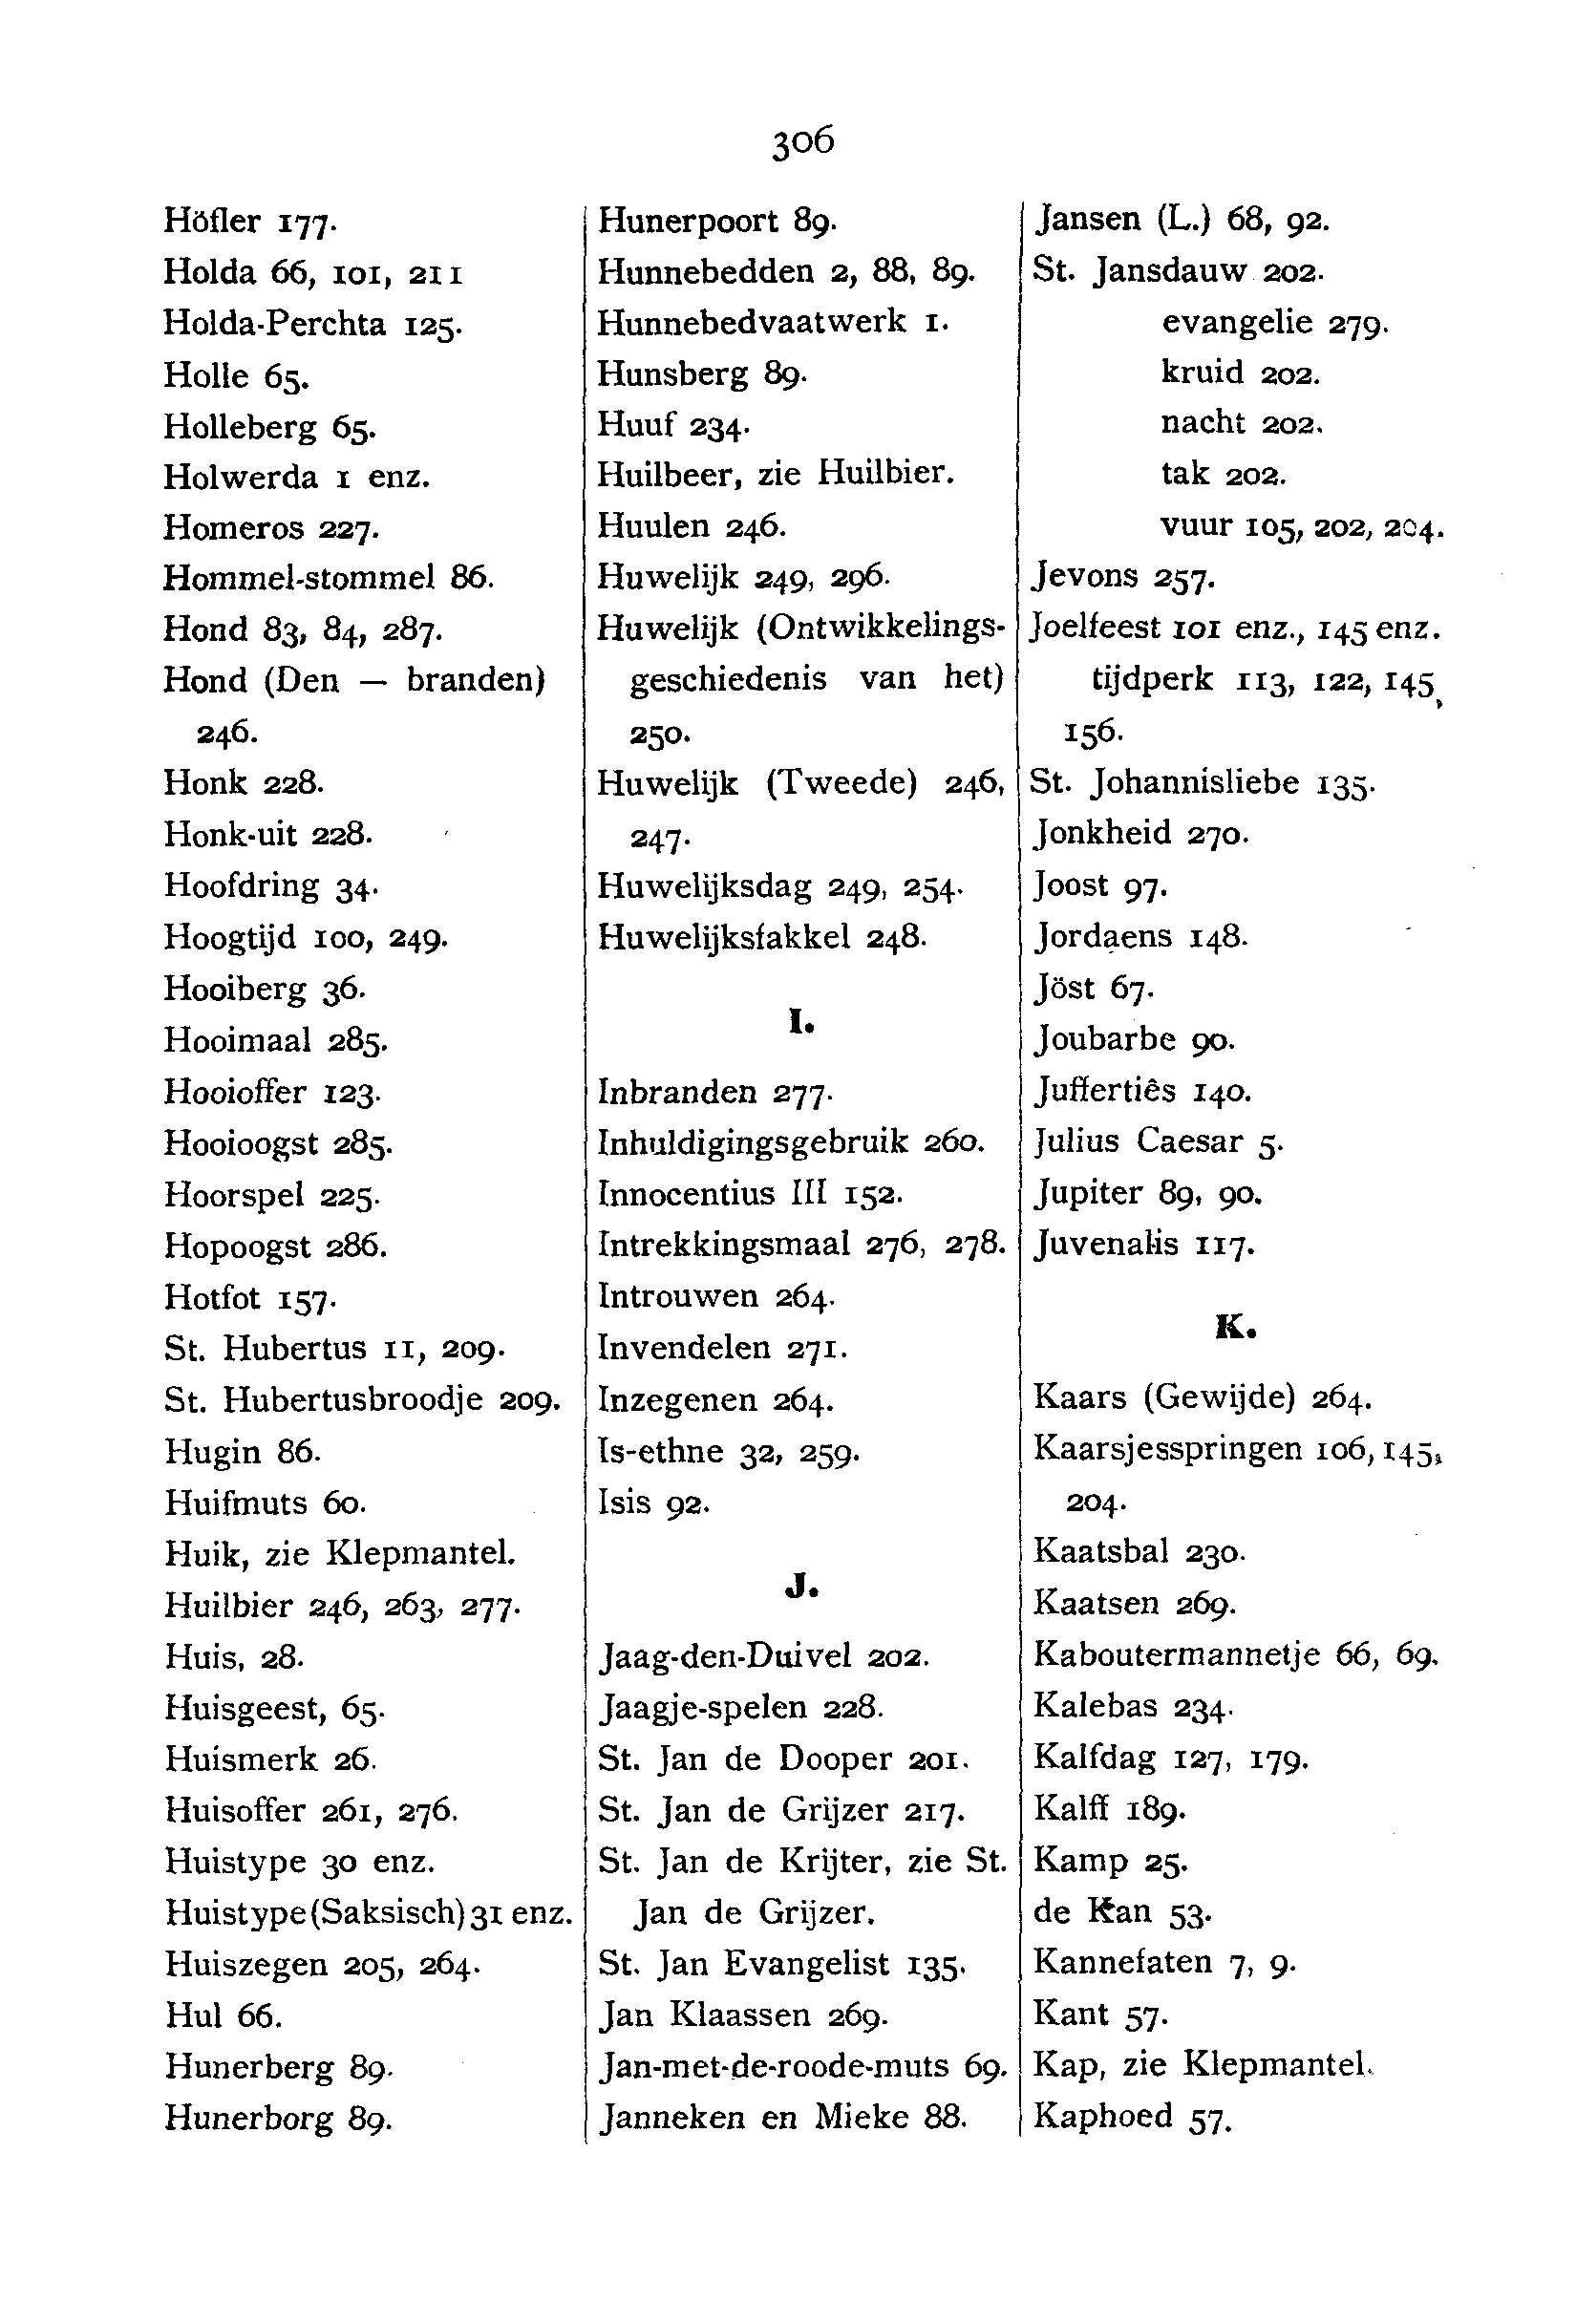 306
Höfler 177.
Holda 66, 101, 211
Holda-Perchta 125.
Holle 65.
Holleberg 65.
Holwerda 1 enz.
Homeros 227.
Hommel-stommel 86.
Hond 83, 84, 287.
Hond (Den — branden)
246.
Honk 228.
Honk-uit 228.
Hoofdring 34.
Hoogtijd 100, 249.
Hooiberg 36.
Hooimaal 285.
Hooioffer 123.
Hooioogst 285.
Hoorspel 225.
Hopoogst 286.
Hotfot 157.
St. Hubertus 11, 209.
St. Hubertusbroodje 209.
Hugin 86.
Huifmuts 60.
Huik, zie Klepmantel.
Huilbier 246, 263, 277.
Huis, 28.
Huisgeest, 65.
Huismerk 26.
Huisoffer 261, 276.
Huistype 30 enz.
Huistype (Saksisch) 31 enz.
Huiszegen 205, 264.
Hul 66.
Hunerberg 89.
Hunerborg 89.
Hunerpoort 89.
Hunnebedden 2, 88, 89.
Hunnebedvaatwerk 1.
Hunsberg 89.
Huuf 234.
Huilbeer, zie Huilbier.
Huulen 246.
Huwelijk 249, 296.
Huwelijk (Ontwikkelings-
geschiedenis van het)
250.
Huwelijk (Tweede) 246,
247.
Huwelijksdag 249, 254.
Huwelijksfakkel 248.
I.
Inbranden 277.
Inhuldigingsgebruik 260.
Innocentius III 152.
Intrekkingsmaal 276, 278.
Introuwen 264.
Invendelen 271.
Inzegenen 264.
Is-ethne 32, 259.
Isis 92.
J.
Jaag-den-Duivel 202.
Jaagje-spelen 228.
St. Jan de Dooper 201.
St. Jan de Grijzer 217.
St. Jan de Krijter, zie St.
Jan de Grijzer.
St. Jan Evangelist 135.
Jan Klaassen 269.
Jan-met-de-roode-muts 69.
Janneken en Mieke 88.
Jansen (L.) 68, 92.
St. Jansdauw 202.
evangelie 279.
kruid 202.
nacht 202.
tak 202.
vuur 105, 202, 204.
Jevons 257.
Joelfeest 101 enz., 145 enz.
tijdperk 113, 122, 145,
156.
St. Johannisliebe 135.
Jonkheid 270.
Joost 97.
Jordaens 148.
Jöst 67.
Joubarbe 90.
Juffertiês 140.
Julius Caesar 5.
Jupiter 89, 90.
Juvenalis 117.
K.
Kaars (Gewijde) 264.
Kaarsjesspringen 106, 145,
204.
Kaatsbal 230.
Kaatsen 269.
Kaboutermannetje 66, 69.
Kalebas 234.
Kalfdag 127, 179.
Kalff 189.
Kamp 25.
de Kan 53.
Kannefaten 7, 9.
Kant 57.
Kap, zie Klepmantel.
Kaphoed 57.